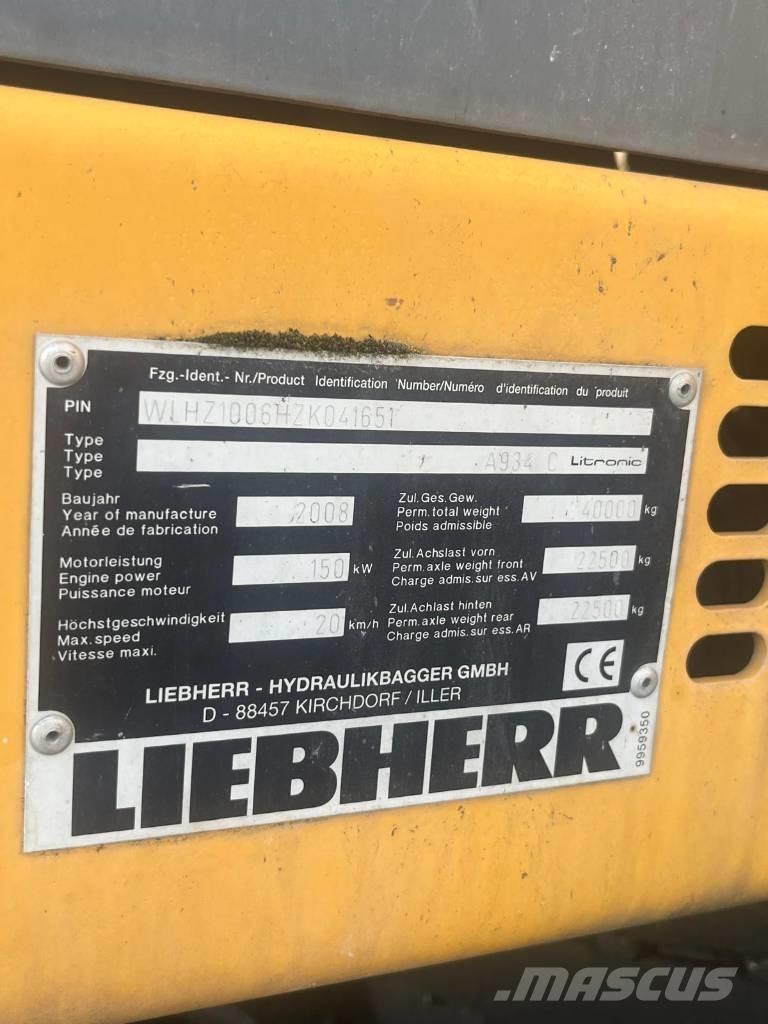 Fzg.-Ident.- Nr./Product Identification Number/Numéro d'identification du produit
PIN WLHZ1006HZK041651
Type
Type A934 C Litronic
Type
Baujahr
Year of manufacture 2008
Année de fabrication
Zul. Ges. Gew.
Perm. total weight 40000 kg
Poids admissible
Motorleistung
Engine power 150 kW
Puissance moteur
Zul. Achslast vorn
Perm. axle weight front 22500 kg
Charge admis. sur ess. AV
Höchstgeschwindigkeit
Max. speed 20 km/h
Vitesse maxi.
Zul. Achlast hinten
Perm. axle weight rear 22500 kg
Charge admis. sur ess. AR
LIEBHERR - HYDRAULIKBAGGER GMBH
D - 88457 KIRCHDORF / ILLER
CE
LIEBHERR
9959350
MASCUS